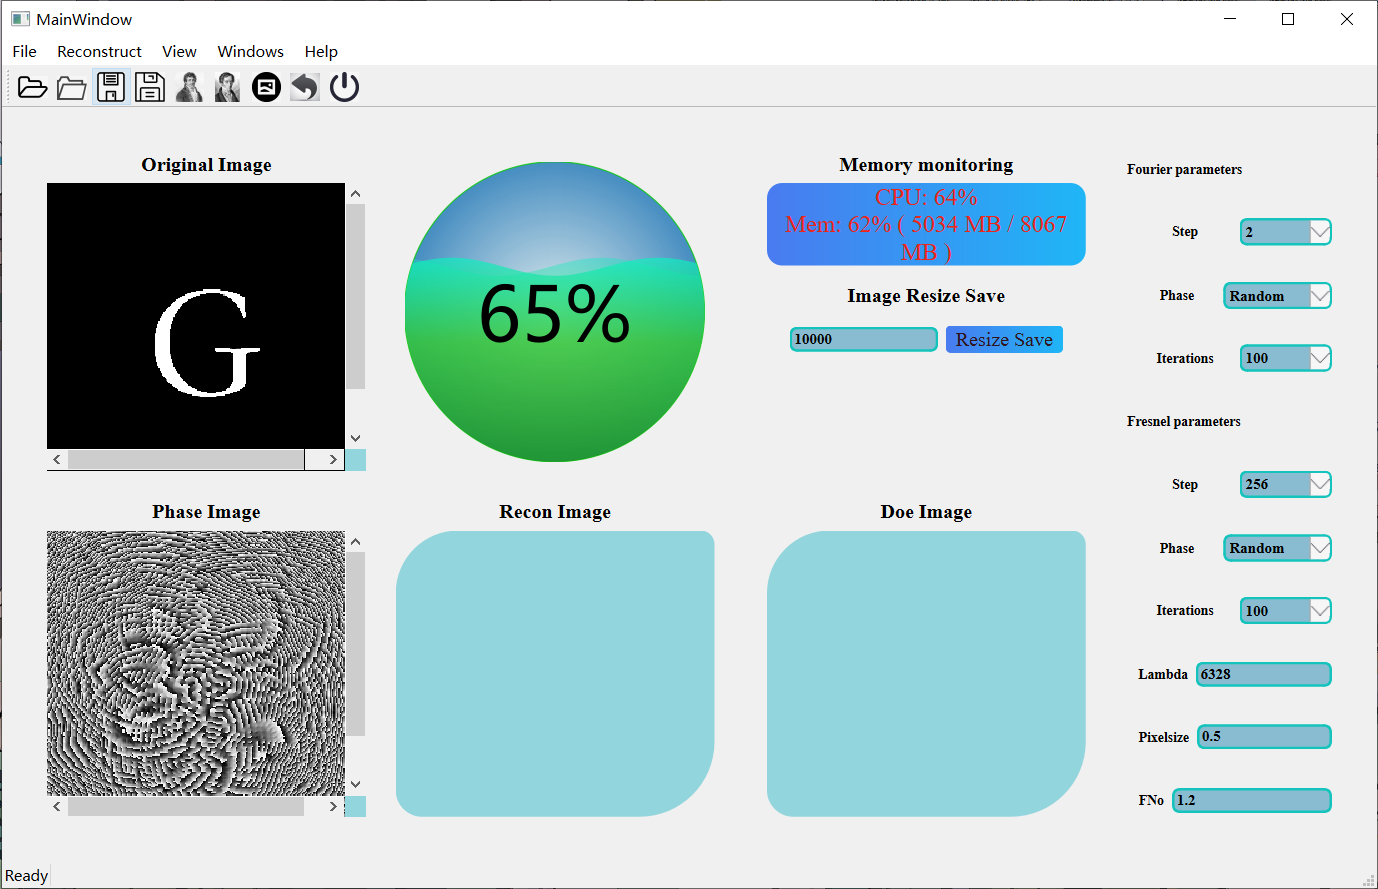 MainWindow
File Reconstruct View Windows Help
Original Image
G
65%
Memory monitoring
CPU: 64%
Mem: 62% ( 5034 MB / 8067
MB )
Image Resize Save
10000 Resize Save
Fourier parameters
Step 2
Phase Random
Iterations 100
Fresnel parameters
Step 256
Phase Random
Iterations 100
Lambda 6328
Pixelsize 0.5
FNo 1.2
Phase Image
Recon Image
Doe Image
Ready